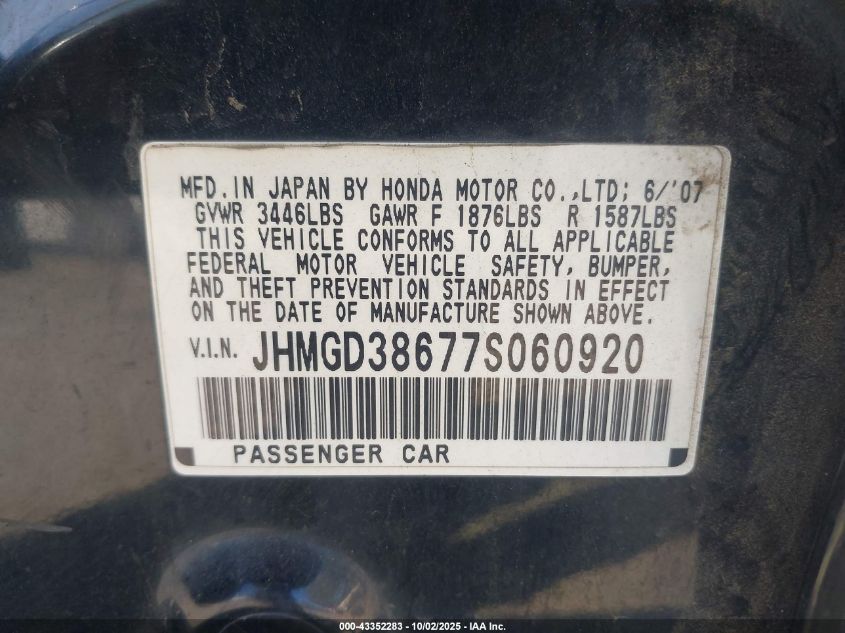 MFD. IN JAPAN BY HONDA MOTOR CO.,LTD; 6/'07
GVWR 3446LBS GAWR F 1876LBS R 1587LBS
THIS VEHICLE CONFORMS TO ALL APPLICABLE
FEDERAL MOTOR VEHICLE SAFETY, BUMPER,
AND THEFT PREVENTION STANDARDS IN EFFECT
ON THE DATE OF MANUFACTURE SHOWN ABOVE.
V.I.N. JHMGD38677S060920
PASSENGER CAR
000-43352283 - 10/02/2025 - IAA Inc.